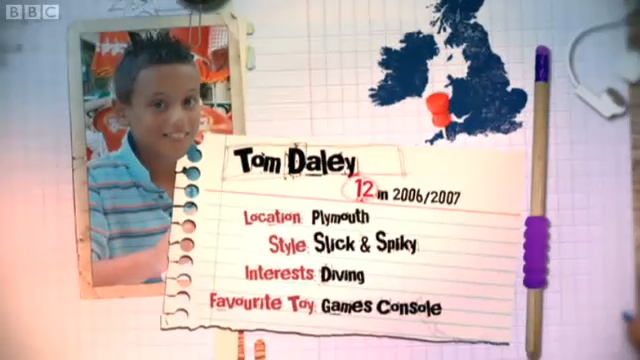 BBC
Tom Daley
12 in 2006/2007
Location Plymouth
Style Slick & Spiky
Interests Diving
Favourite Toy Games Console